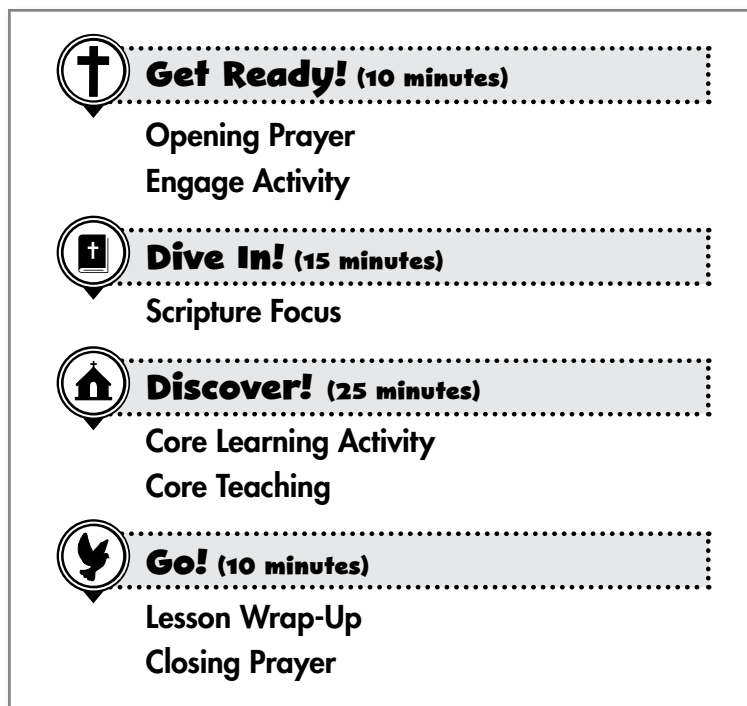 Get Ready! (10 minutes)
Opening Prayer
Engage Activity
Dive In! (15 minutes)
Scripture Focus
Discover! (25 minutes)
Core Learning Activity
Core Teaching
Go! (10 minutes)
Lesson Wrap-Up
Closing Prayer